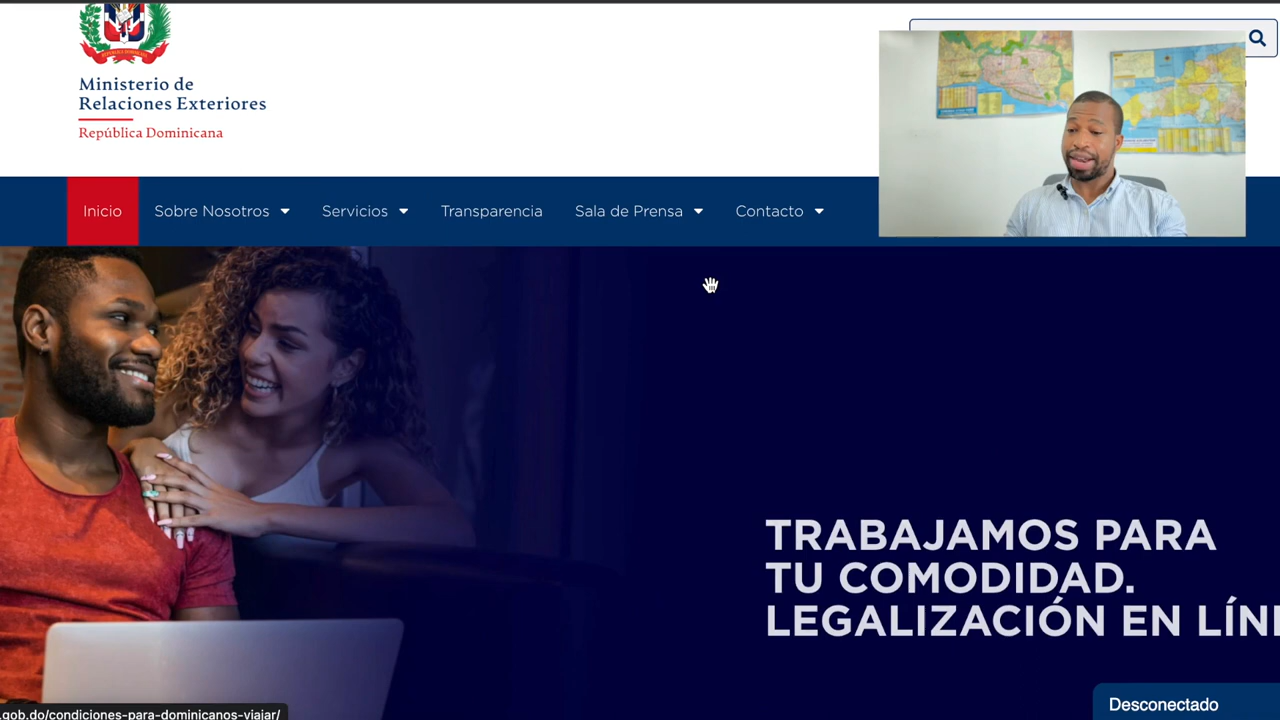 Ministerio de
Relaciones Exteriores
República Dominicana
Inicio
Sobre Nosotros
Servicios
Transparencia
Sala de Prensa
Contacto
TRABAJAMOS PARA
TU COMODIDAD.
LEGALIZACIÓN EN LÍN
Desconectado
.gob.do/condiciones-para-dominicanos-viajar/